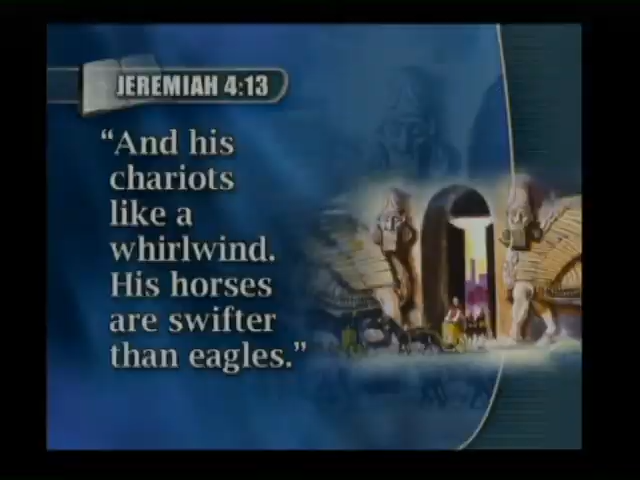 JEREMIAH 4:13
“And his
chariots
like a
whirlwind.
His horses
are swifter
than eagles.”